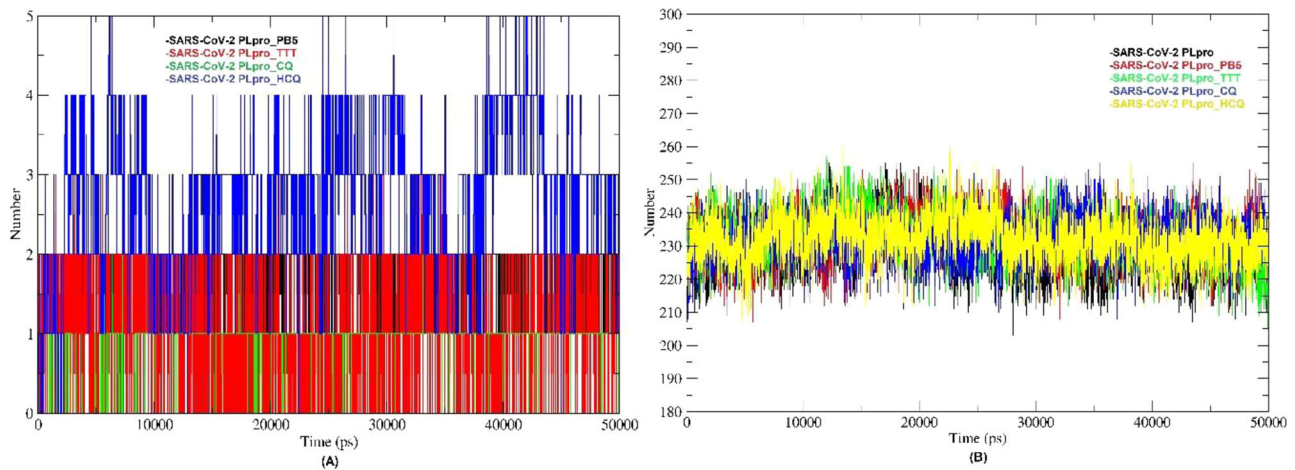 5
4
3
2
1
0
Number
-SARS-CoV-2 PLpro_PB5
-SARS-CoV-2 PLpro_TTT
-SARS-CoV-2 PLpro_CQ
-SARS-CoV-2 PLpro_HCQ
0 10000 20000 30000 40000 50000
Time (ps)
(A)
300
290
280
270
260
250
240
230
220
210
200
190
180
Number
-SARS-CoV-2 PLpro
-SARS-CoV-2 PLpro_PB5
-SARS-CoV-2 PLpro_TTT
-SARS-CoV-2 PLpro_CQ
-SARS-CoV-2 PLpro_HCQ
0 10000 20000 30000 40000 50000
Time (ps)
(B)